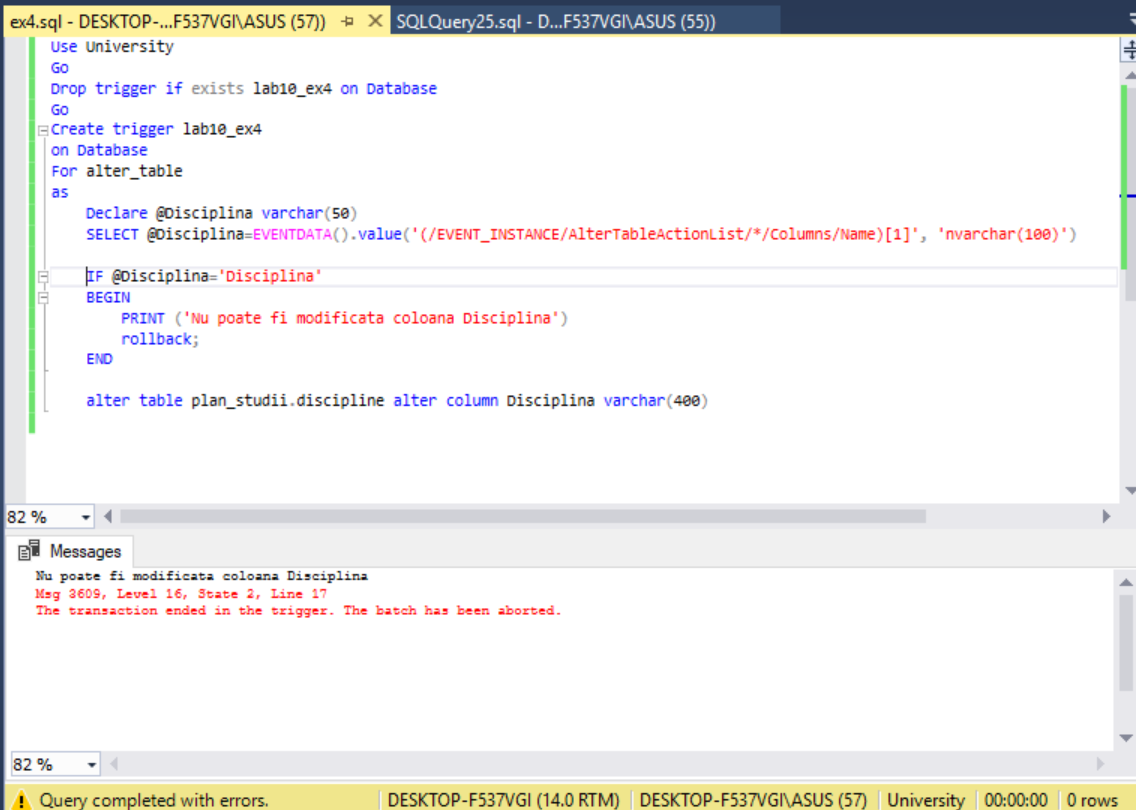 ex4.sql - DESKTOP-...F537VGI\ASUS (57)) SQLQuery25.sql - D...F537VGI\ASUS (55))
Use University
Go
Drop trigger if exists lab10_ex4 on Database
Go
Create trigger lab10_ex4
on Database
For alter_table
as
Declare @Disciplina varchar(50)
SELECT @Disciplina=EVENTDATA().value('(/EVENT_INSTANCE/AlterTableActionList/*/Columns/Name)[1]', 'nvarchar(100)')
IF @Disciplina='Disciplina'
BEGIN
PRINT ('Nu poate fi modificata coloana Disciplina')
rollback;
END
alter table plan_studii.discipline alter column Disciplina varchar(400)
82 %
Messages
Nu poate fi modificata coloana Disciplina
Msg 3609, Level 16, State 2, Line 17
The transaction ended in the trigger. The batch has been aborted.
82 %
Query completed with errors. DESKTOP-F537VGI (14.0 RTM) DESKTOP-F537VGI\ASUS (57) University 00:00:00 0 rows